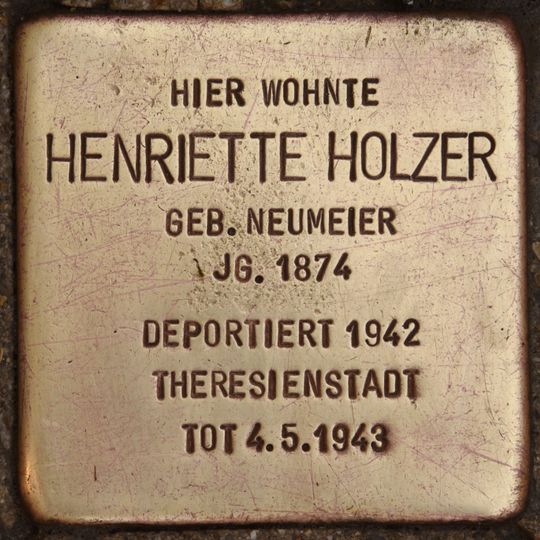 HIER WOHNTE
HENRIETTE HOLZER
GEB. NEUMEIER
JG. 1874
DEPORTIERT 1942
THERESIENSTADT
TOT 4.5.1943